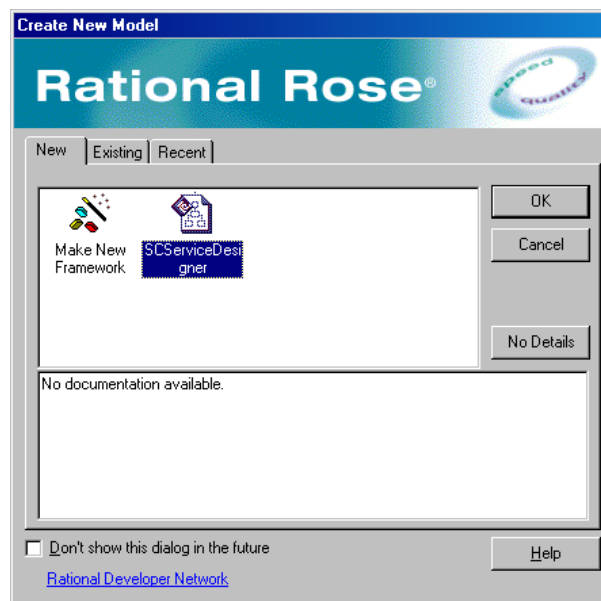 Create New Model
Rational Rose®
speed
quality
New
Existing
Recent
Make New
Framework
SCServiceDesi
gner
OK
Cancel
No Details
No documentation available.
Don't show this dialog in the future
Help
Rational Developer Network